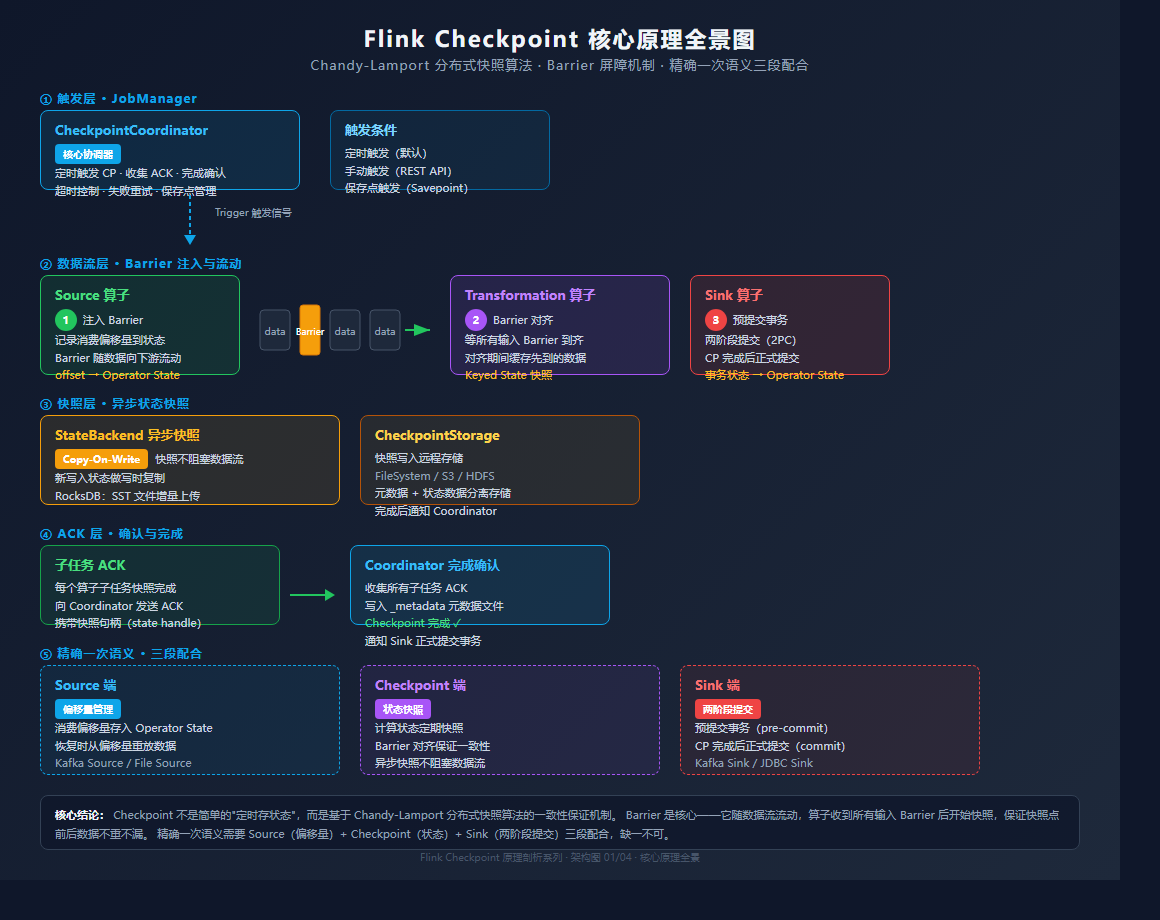 Flink Checkpoint 核心原理全景图
Chandy-Lamport 分布式快照算法 · Barrier 屏障机制 · 精确一次语义三段配合
① 触发层 · JobManager
CheckpointCoordinator
核心协调器
定时触发 CP · 收集 ACK · 完成确认
超时控制 · 失败重试 · 保存点管理
触发条件
定时触发（默认）
手动触发（REST API）
保存点触发（Savepoint）
Trigger 触发信号
② 数据流层 · Barrier 注入与流动
Source 算子
1 注入 Barrier
记录消费偏移量到状态
Barrier 随数据向下游流动
offset → Operator State
data
Barrier
data
data
Transformation 算子
2 Barrier 对齐
等所有输入 Barrier 到齐
对齐期间缓存先到的数据
Keyed State 快照
Sink 算子
3 预提交事务
两阶段提交（2PC）
CP 完成后正式提交
事务状态 → Operator State
③ 快照层 · 异步状态快照
StateBackend 异步快照
Copy-On-Write 快照不阻塞数据流
新写入状态做写时复制
RocksDB：SST 文件增量上传
CheckpointStorage
快照写入远程存储
FileSystem / S3 / HDFS
元数据 + 状态数据分离存储
完成后通知 Coordinator
④ ACK 层 · 确认与完成
子任务 ACK
每个算子子任务快照完成
向 Coordinator 发送 ACK
携带快照句柄（state handle）
Coordinator 完成确认
收集所有子任务 ACK
写入 _metadata 元数据文件
Checkpoint 完成 ✓
通知 Sink 正式提交事务
⑤ 精确一次语义 · 三段配合
Source 端
偏移量管理
消费偏移量存入 Operator State
恢复时从偏移量重放数据
Kafka Source / File Source
Checkpoint 端
状态快照
计算状态定期快照
Barrier 对齐保证一致性
异步快照不阻塞数据流
Sink 端
两阶段提交
预提交事务（pre-commit）
CP 完成后正式提交（commit）
Kafka Sink / JDBC Sink
核心结论： Checkpoint 不是简单的"定时存状态"，而是基于 Chandy-Lamport 分布式快照算法的一致性保证机制。 Barrier 是核心——它随数据流流动，算子收到所有输入 Barrier 后开始快照，保证快照点
前后数据不重不漏。 精确一次语义需要 Source（偏移量）+ Checkpoint（状态）+ Sink（两阶段提交）三段配合，缺一不可。
Flink Checkpoint 原理剖析系列 · 架构图 01/04 · 核心原理全景